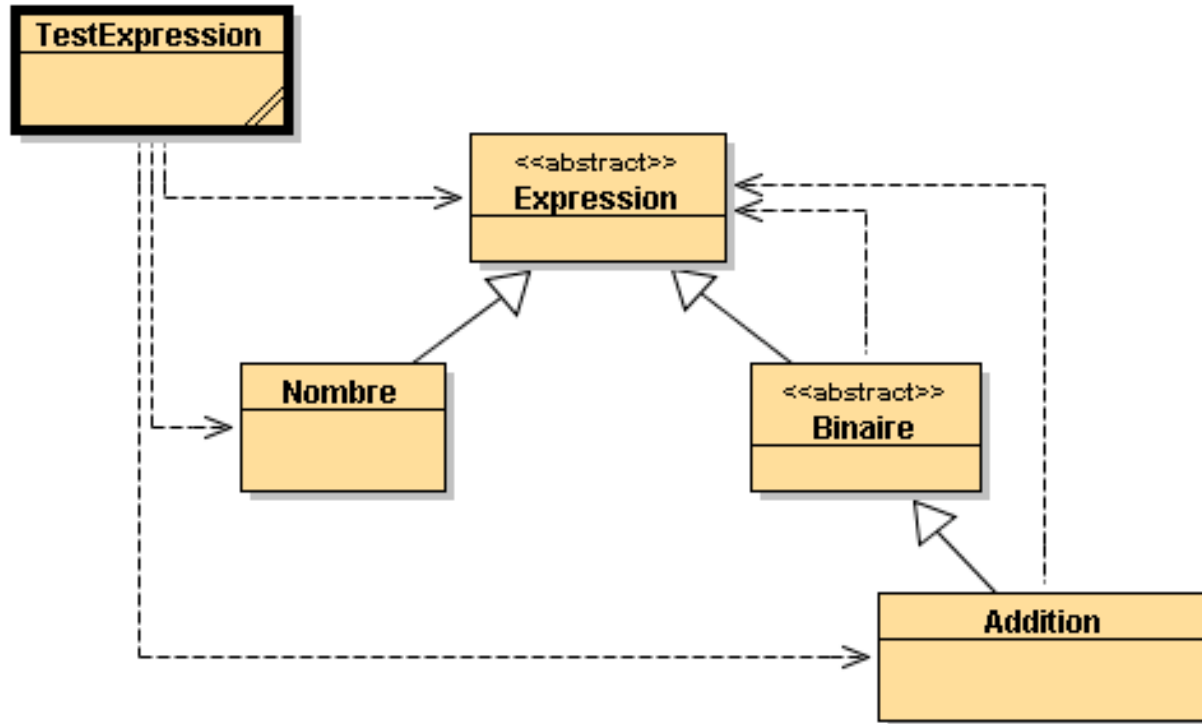 TestExpression
<<abstract>>
Expression
Nombre
<<abstract>>
Binaire
Addition